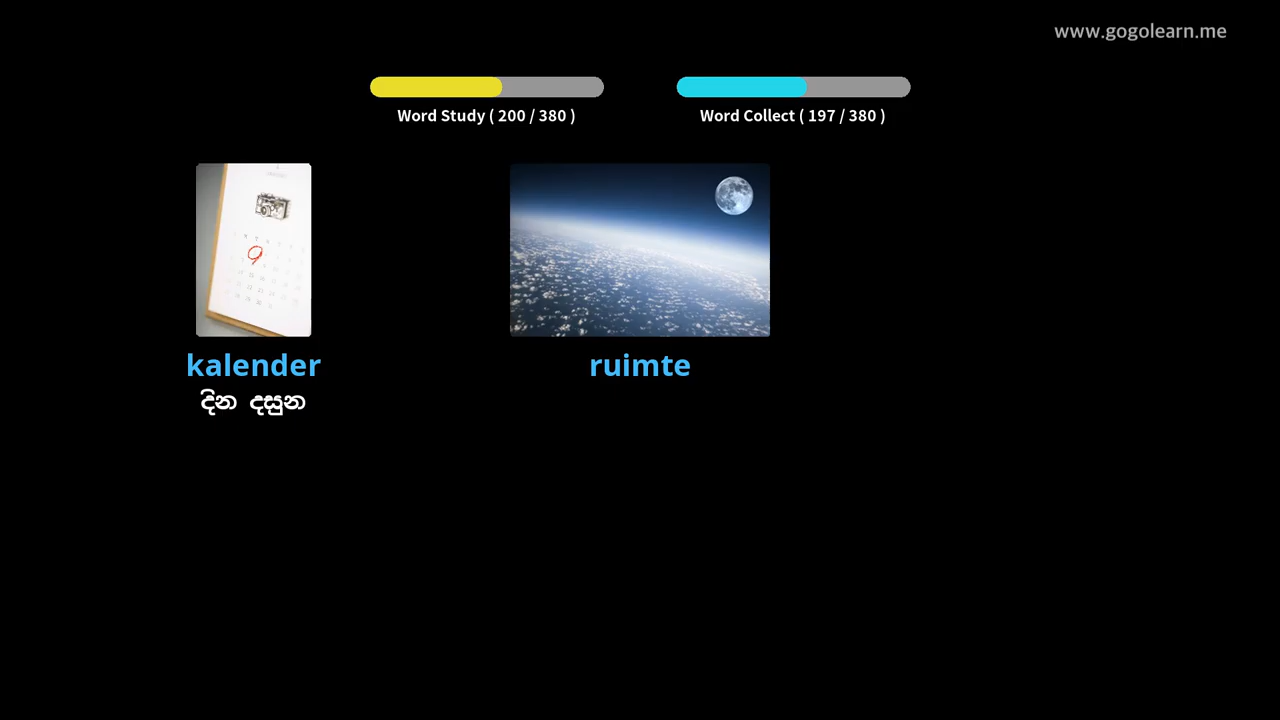 www.gogolearn.me
Word Study ( 200 / 380 )
Word Collect ( 197 / 380 )
kalender
ruimte
දින දසුන